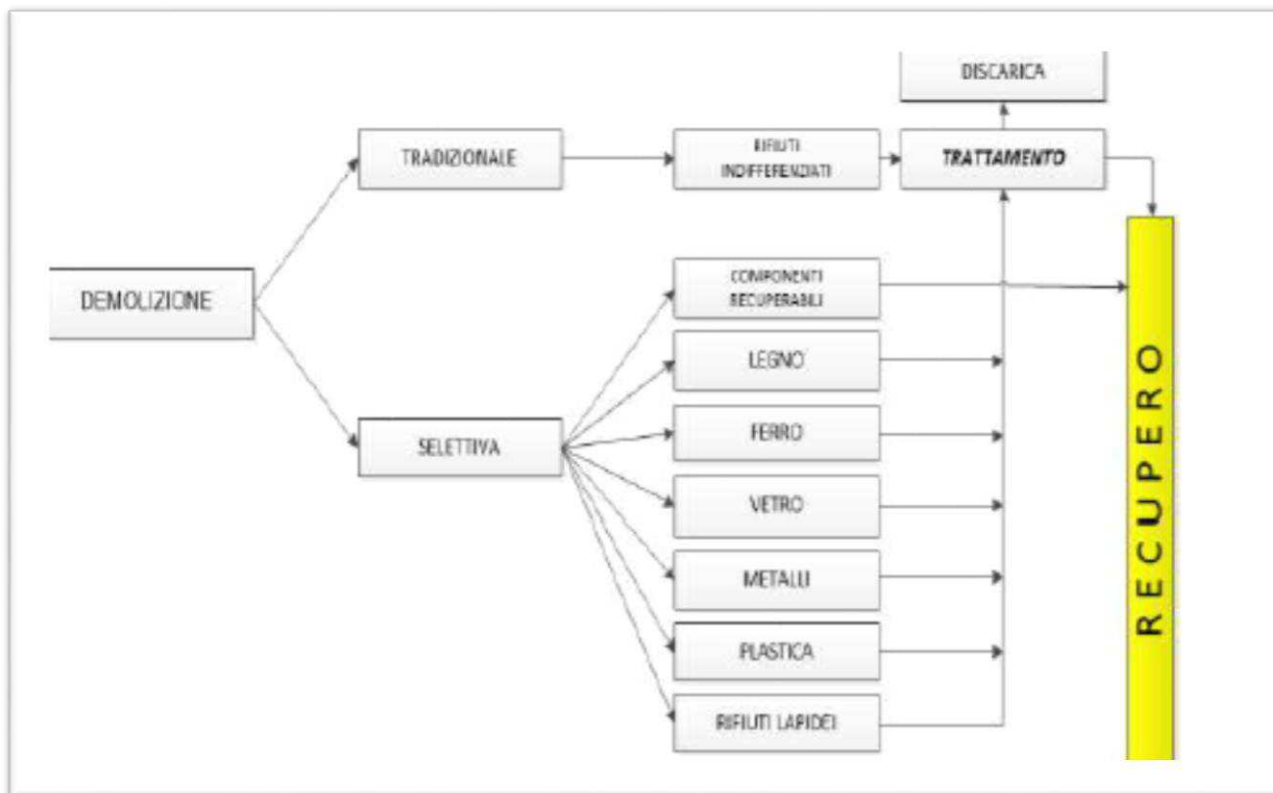 DISCARICA
TRADIZIONALE
RIFIUTI
INDIFFERENZIATI
TRATTAMENTO
DEMOLIZIONE
COMPONENTI
RECUPERABILI
LEGNO
FERRO
SELETTIVA
VETRO
METALLI
PLASTICA
RIFIUTI LAPIDEI
RECUPERO